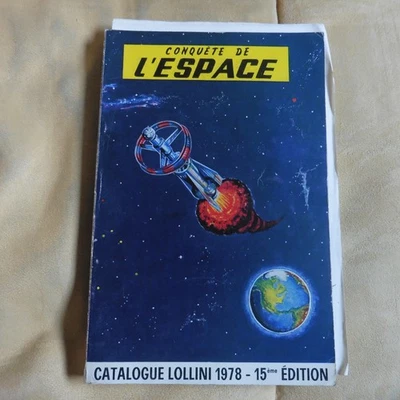 CONQUÊTE DE
L'ESPACE
CATALOGUE LOLLINI 1978 - 15ème ÉDITION